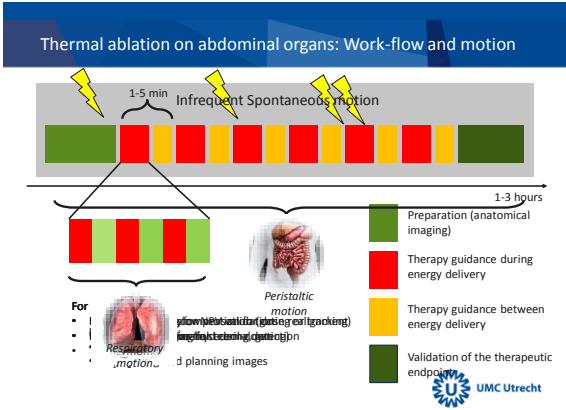 Thermal ablation on abdominal organs: Work-flow and motion
1-5 min
Infrequent Spontaneous motion
1-3 hours
Preparation (anatomical
imaging)
Therapy guidance during
energy delivery
Therapy guidance between
energy delivery
Validation of the therapeutic
endpoint
Peristaltic
motion
For
Respiratory
motion
d planning images
UMC Utrecht